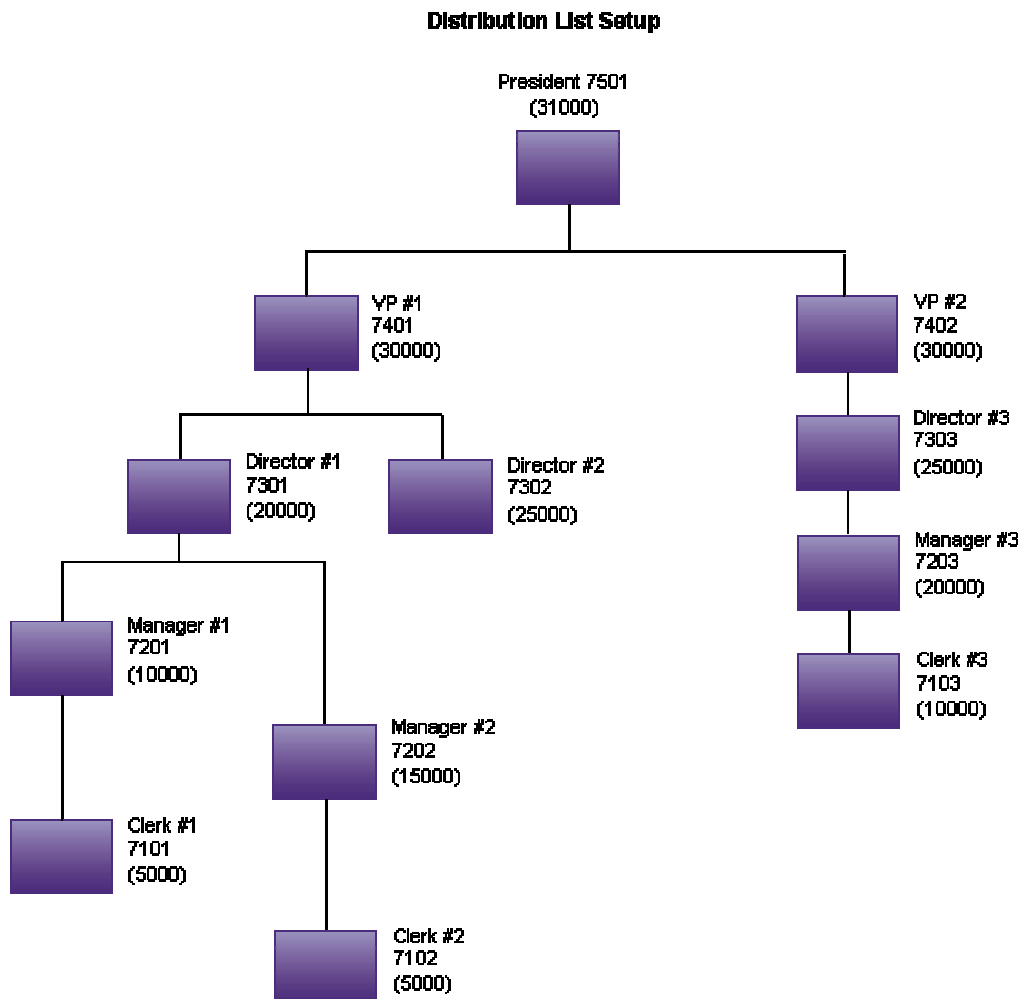 Distribution List Setup
President 7501
(31000)
VP #1
7401
(30000)
VP #2
7402
(30000)
Director #1
7301
(20000)
Director #2
7302
(25000)
Director #3
7303
(25000)
Manager #3
7203
(20000)
Manager #1
7201
(10000)
Clerk #3
7103
(10000)
Manager #2
7202
(15000)
Clerk #1
7101
(5000)
Clerk #2
7102
(5000)